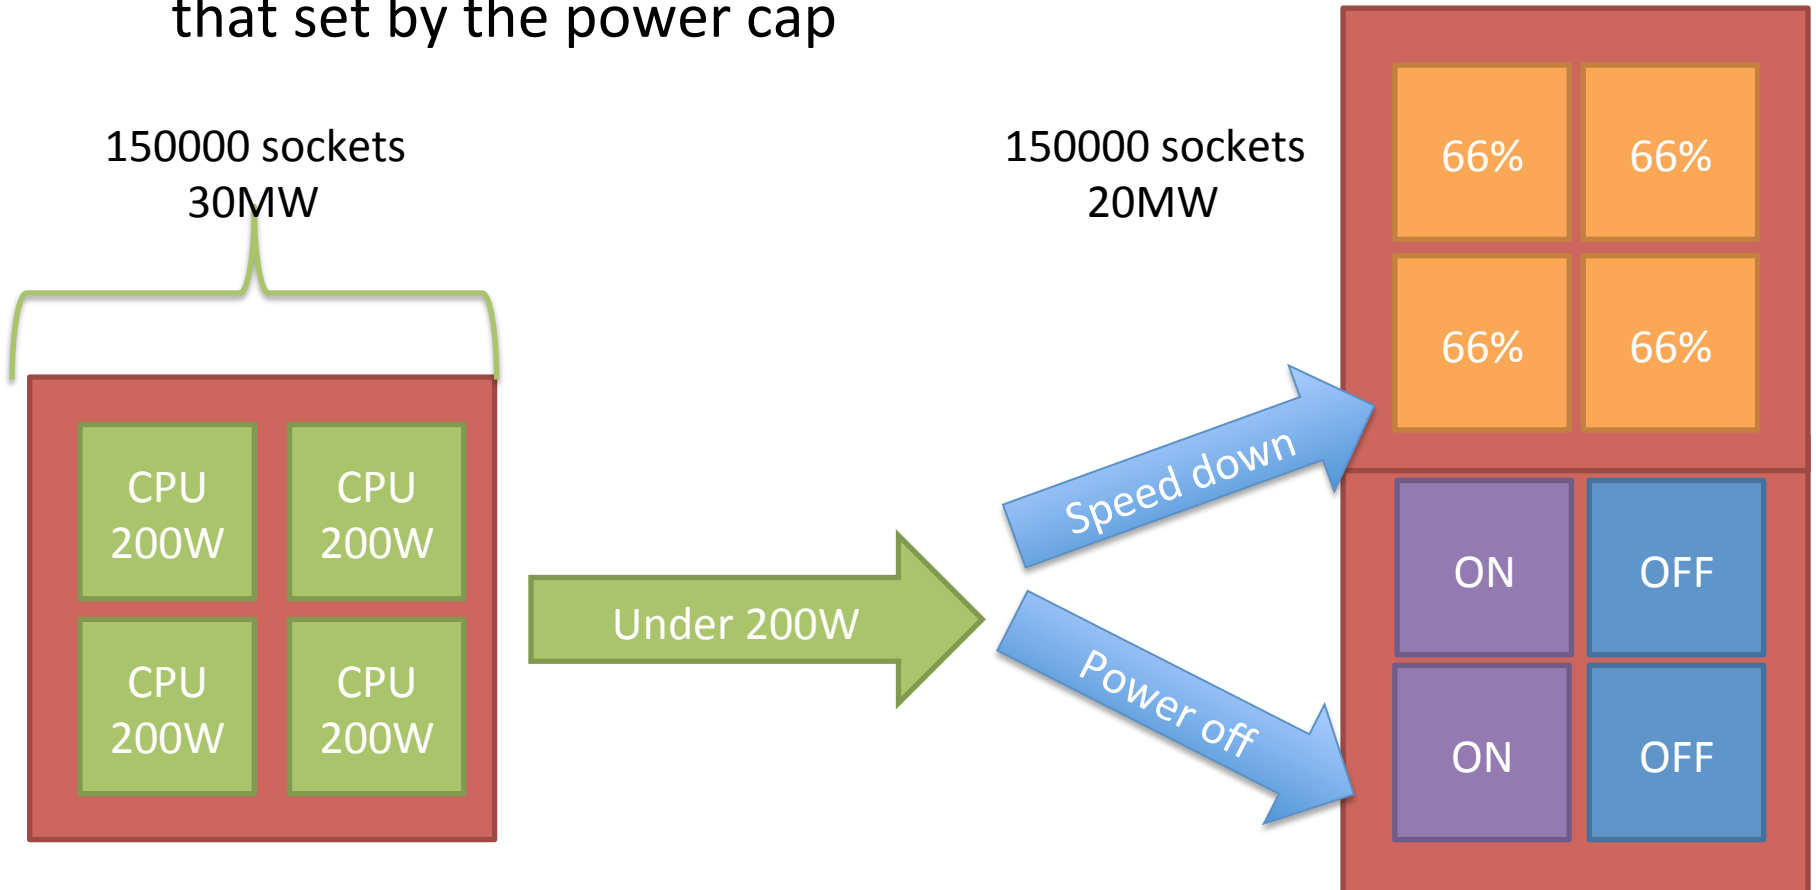 that set by the power cap
150000 sockets
30MW
CPU
200W
CPU
200W
CPU
200W
CPU
200W
Under 200W
150000 sockets
20MW
Speed down
Power off
66%
66%
66%
66%
ON
OFF
ON
OFF